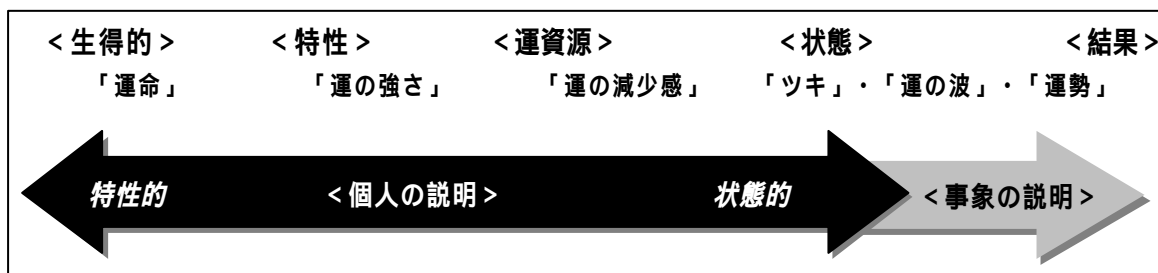 ＜生得的＞ ＜特性＞ ＜運資源＞ ＜状態＞ ＜結果＞
「運命」 「運の強さ」 「運の減少感」 「ツキ」・「運の波」・「運勢」
特性的 ＜個人の説明＞ 状態的 ＜事象の説明＞